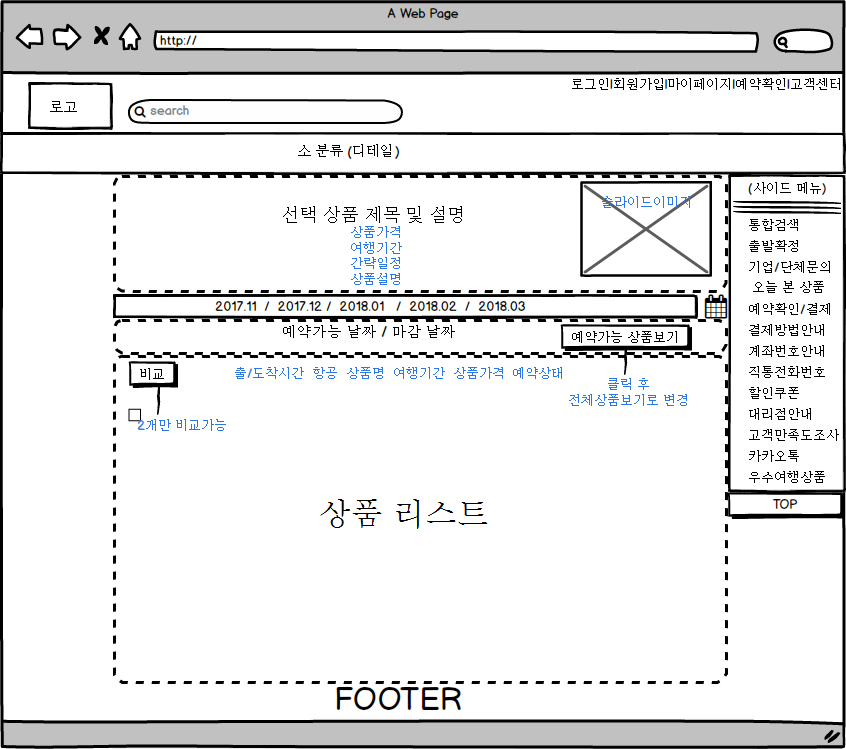 A Web Page
http://
로그인|회원가입|마이페이지|예약확인|고객센터
로고
search
소 분류 (디테일)
선택 상품 제목 및 설명
상품가격
여행기간
간략일정
상품설명
슬라이드이미지
2017.11 / 2017.12 / 2018.01 / 2018.02 / 2018.03
예약가능 날짜 / 마감 날짜
예약가능 상품보기
비교
출/도착시간 항공 상품명 여행기간 상품가격 예약상태
클릭 후
전체상품보기로 변경
2개만 비교가능
상품 리스트
(사이드 메뉴)
통합검색
출발확정
기업/단체문의
오늘 본 상품
예약확인/결제
결제방법안내
계좌번호안내
직통전화번호
할인쿠폰
대리점안내
고객만족도조사
카카오톡
우수여행상품
TOP
FOOTER